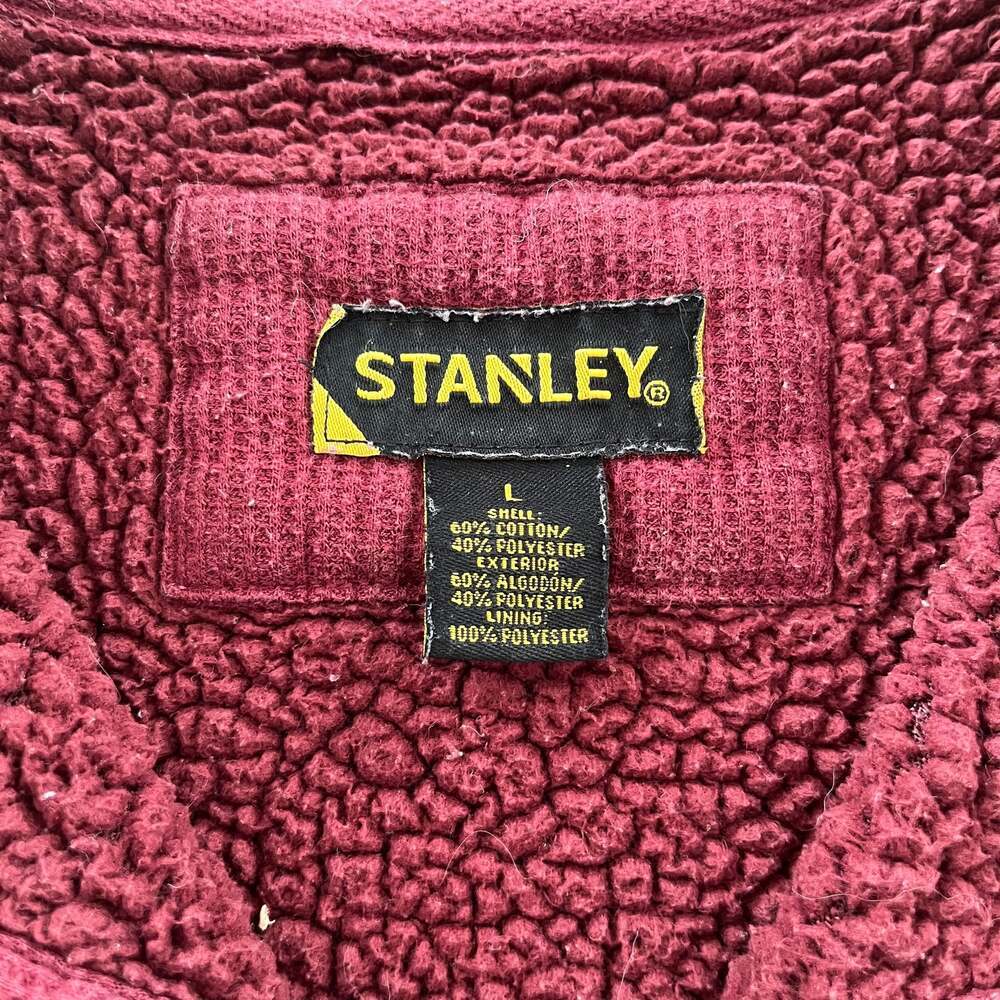 STANLEY®
L
SHELL:
60% COTTON/
40% POLYESTER
EXTERIOR
60% ALGODÓN/
40% POLYESTER
LINING:
100% POLYESTER